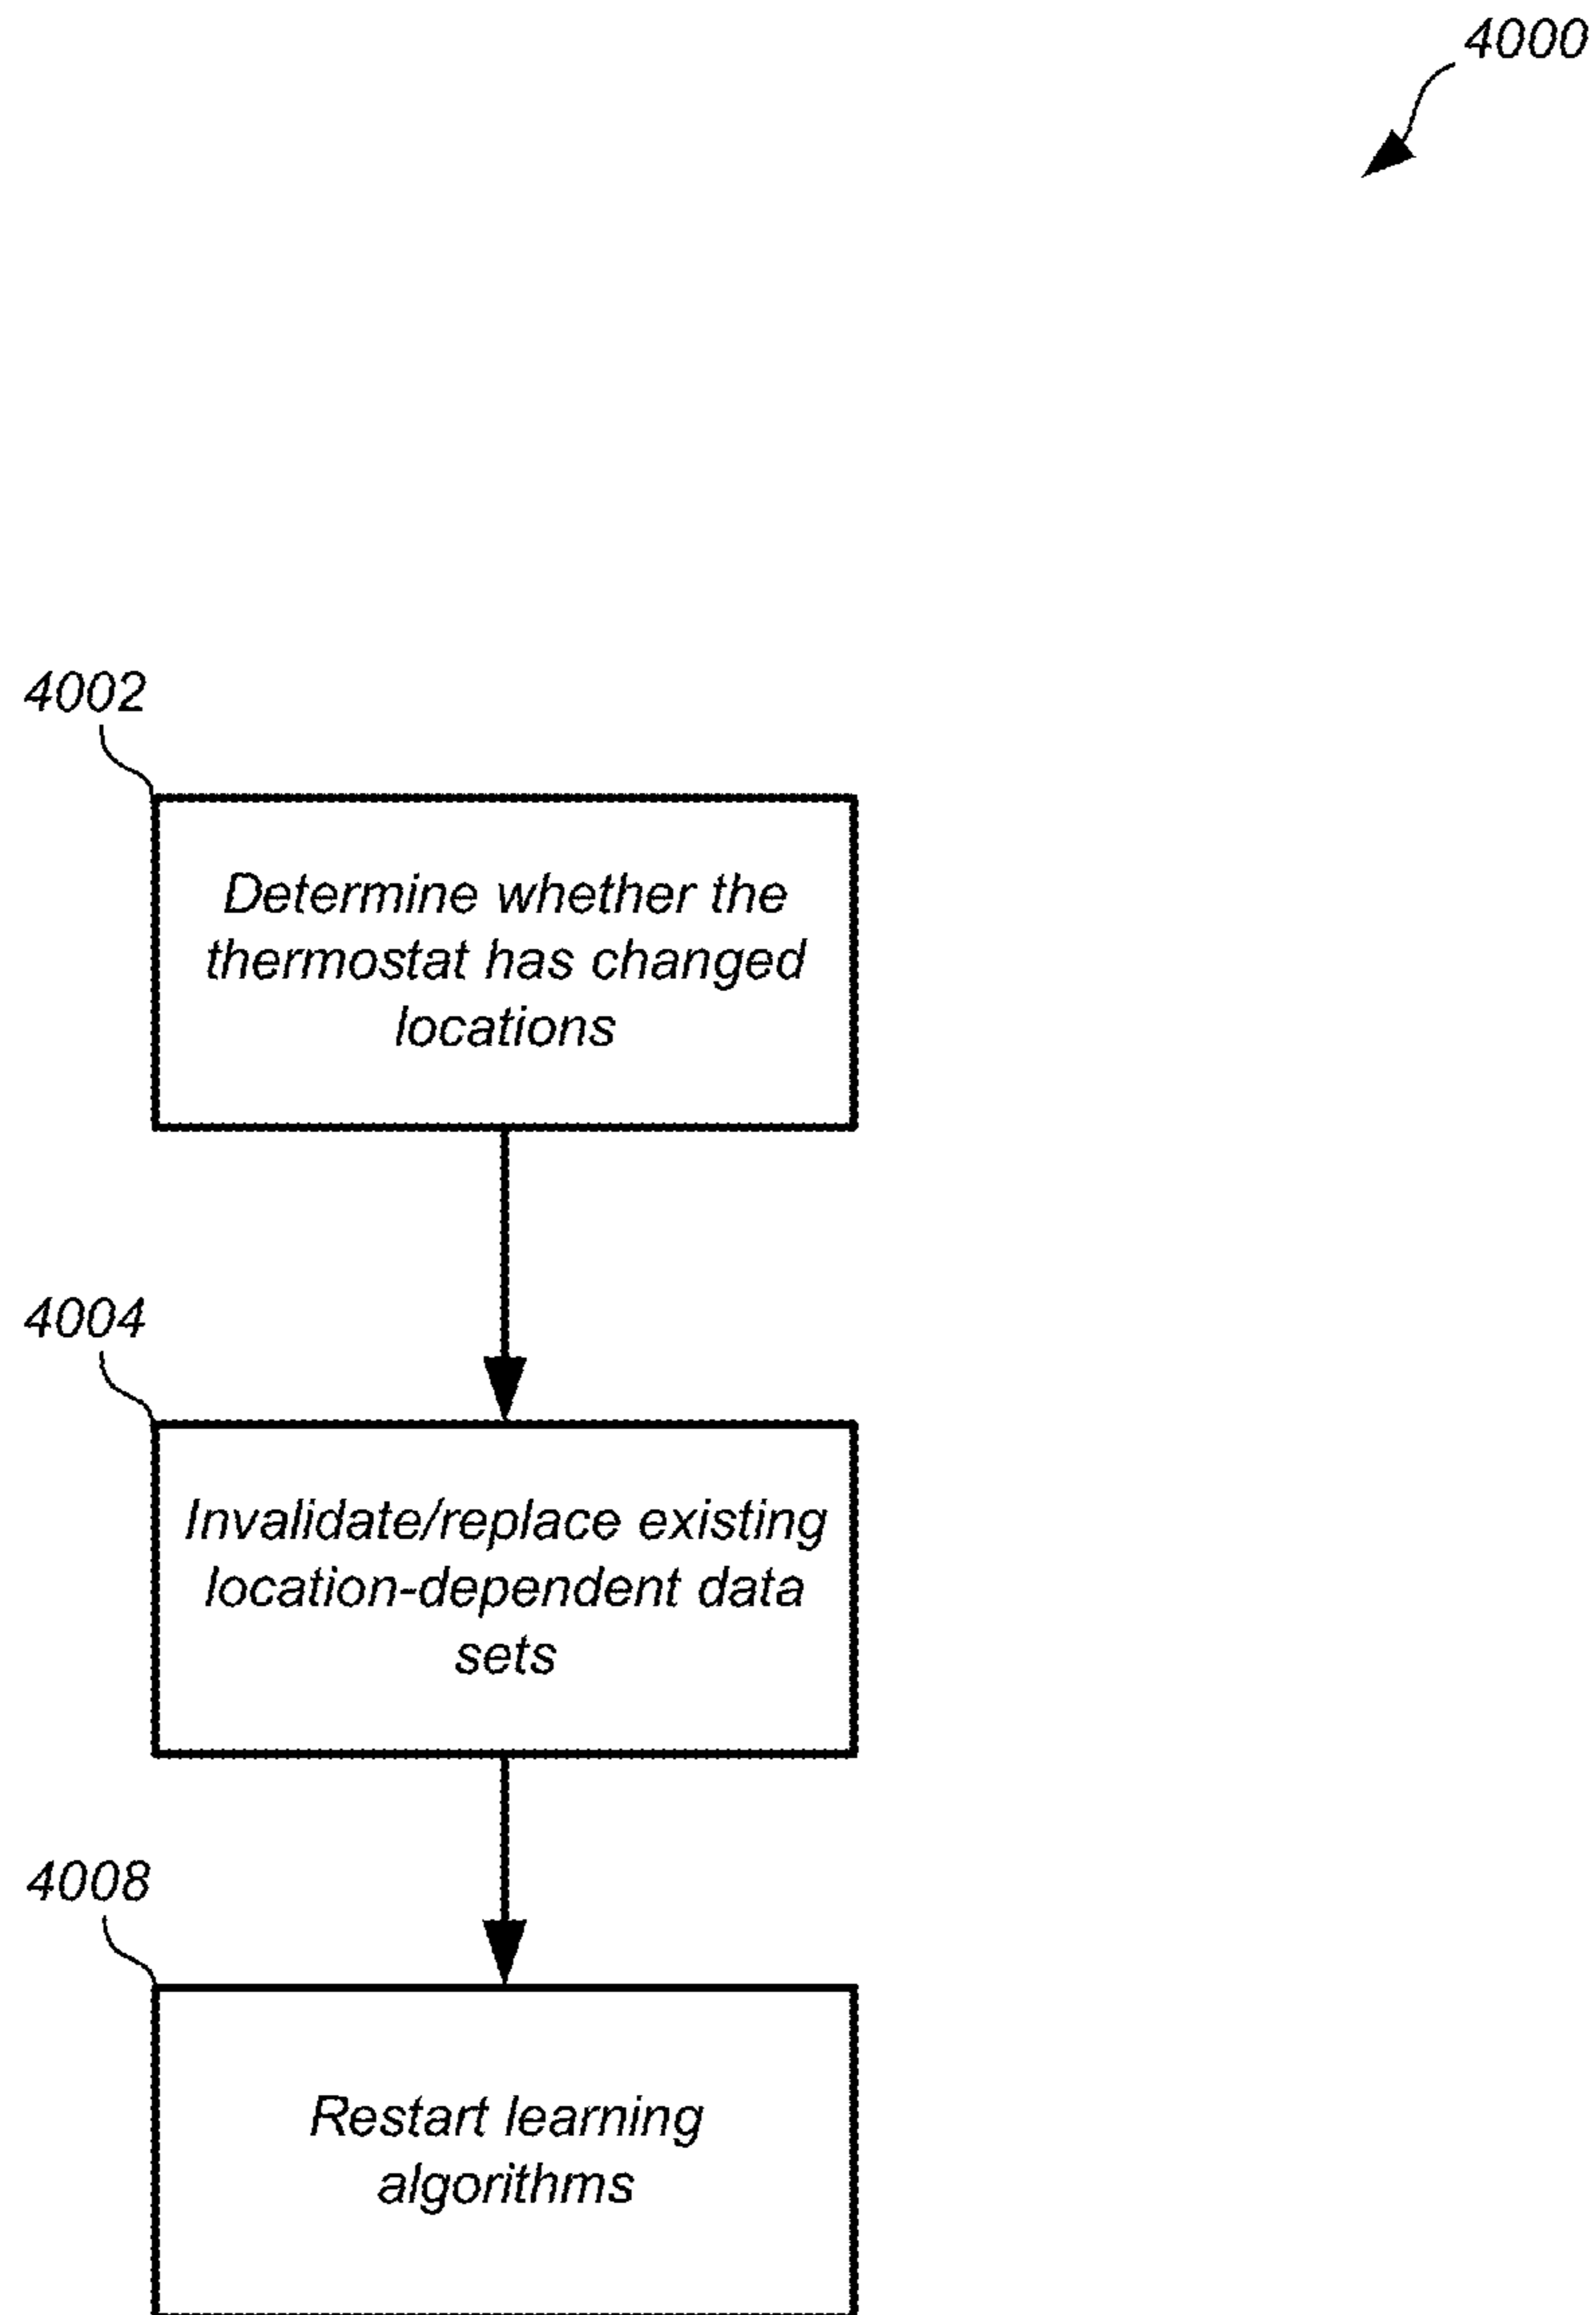 4000
4002
Determine whether the
thermostat has changed
locations
4004
Invalidate/replace existing
location-dependent data
sets
4008
Restart learning
algorithms